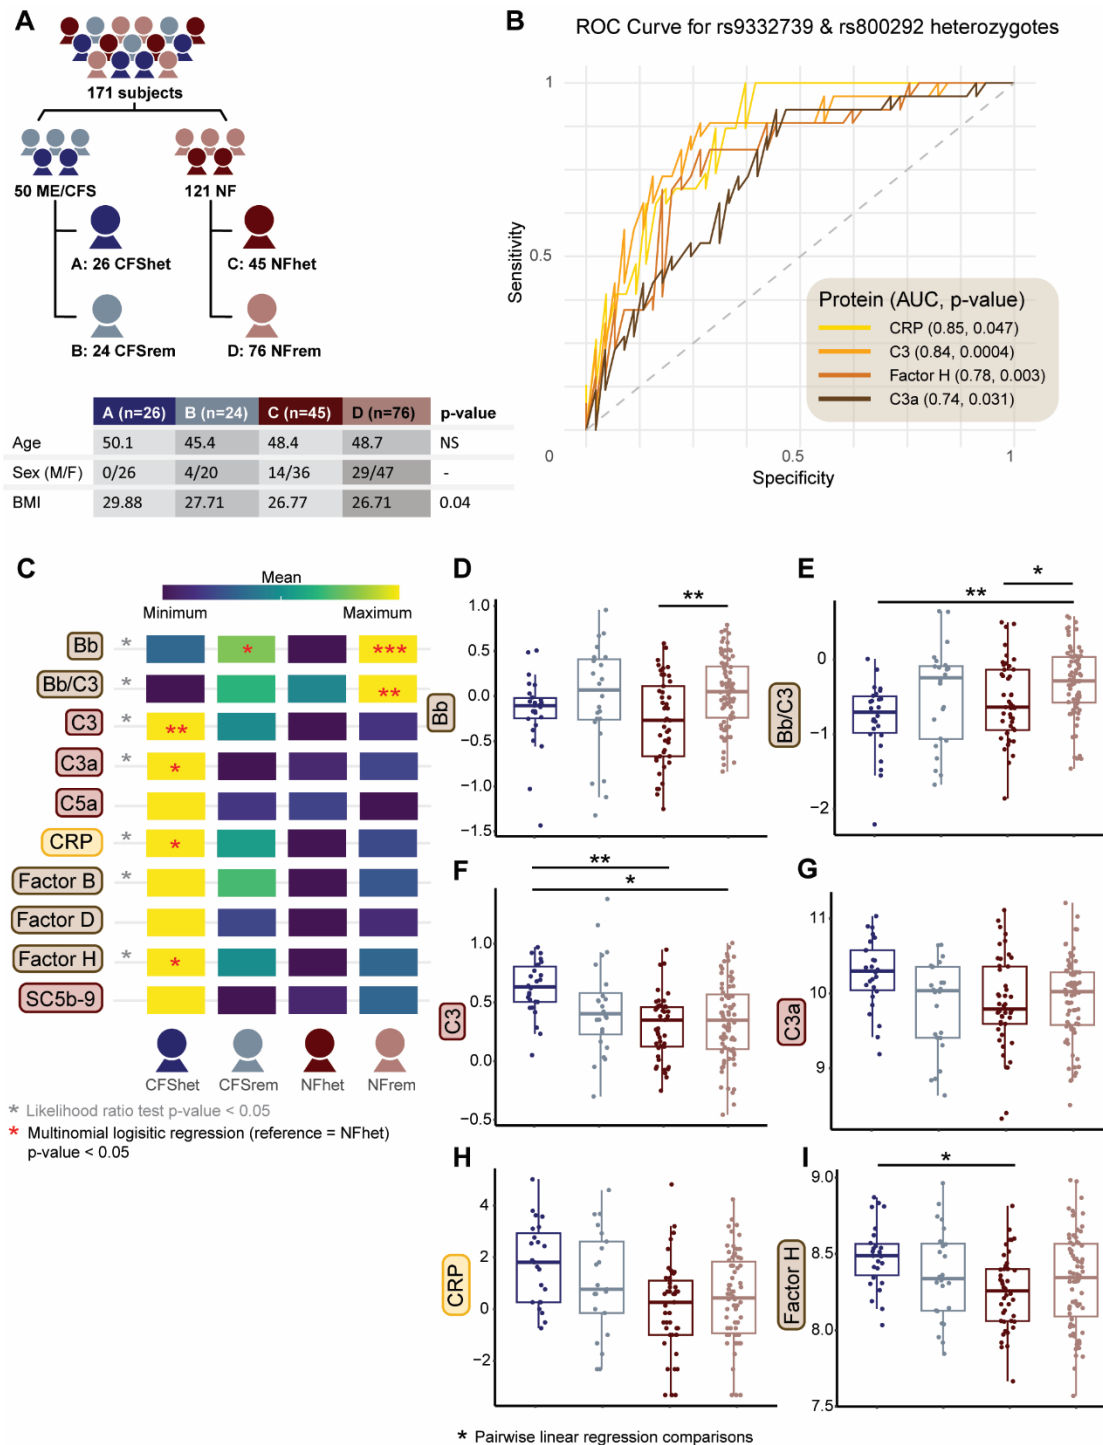 A
171 subjects
50 ME/CFS
121 NF
A: 26 CFShet
C: 45 NFhet
B: 24 CFSrem
D: 76 NFrem
A (n=26) B (n=24) C (n=45) D (n=76) p-value
Age 50.1 45.4 48.4 48.7 NS
Sex (M/F) 0/26 4/20 14/36 29/47 -
BMI 29.88 27.71 26.77 26.71 0.04
B
ROC Curve for rs9332739 & rs800292 heterozygotes
1
0.5
0
0.5
1
Sensitivity
Specificity
Protein (AUC, p-value)
CRP (0.85, 0.047)
C3 (0.84, 0.0004)
Factor H (0.78, 0.003)
C3a (0.74, 0.031)
C
Mean
Minimum Maximum
Bb * * ***
Bb/C3 * **
C3 * **
C3a * *
C5a
CRP * *
Factor B *
Factor D
Factor H * *
SC5b-9
CFShet CFSrem NFhet NFrem
* Likelihood ratio test p-value < 0.05
* Multinomial logisitic regression (reference = NFhet)
p-value < 0.05
D
**
1.0
0.5
0.0
−0.5
−1.0
−1.5
Bb
E
*
**
0
−1
−2
Bb/C3
F
**
*
1.0
0.5
0.0
−0.5
C3
G
11
10
9
C3a
H
4
2
0
−2
CRP
I
*
9.0
8.5
8.0
7.5
Factor H
* Pairwise linear regression comparisons